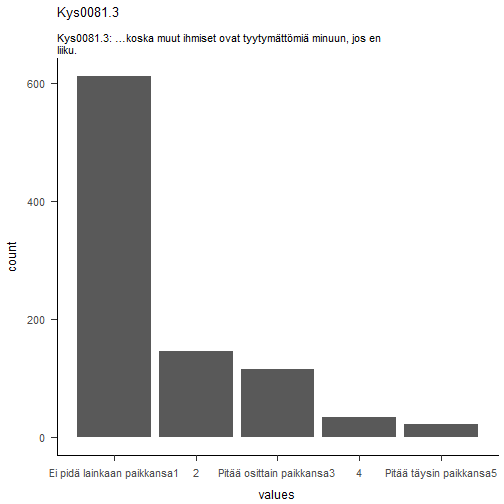 Kys0081.3
Kys0081.3: …koska muut ihmiset ovat tyytymättömiä minuun, jos en
liiku.
600
400
200
0
count
Ei pidä lainkaan paikkansa1 2 Pitää osittain paikkansa3 4 Pitää täysin paikkansa5
values